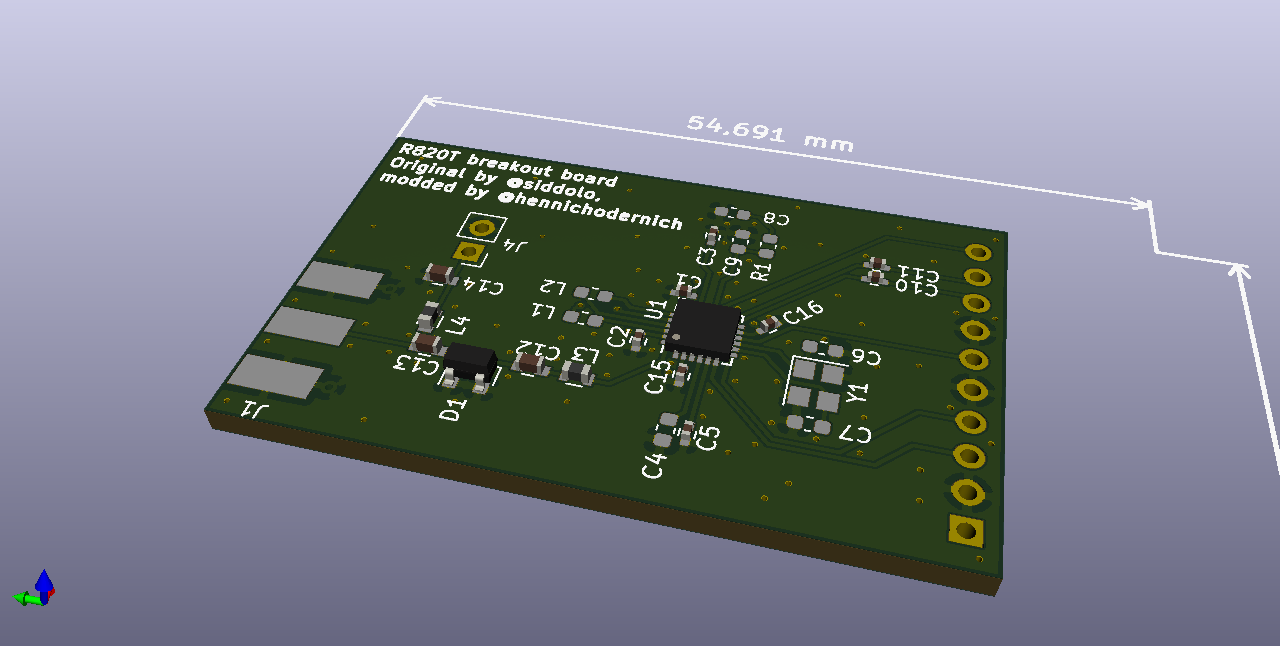 54.691 mm
R820T breakout board
Original by @siddolo,
modded by @hennichodernich
C8
J4
C3
C9
R1
C11
C10
C14
L2
C1
L1
U1
C16
L4
C2
C12
L3
C6
C13
C15
Y1
J1
D1
C5
C7
C4